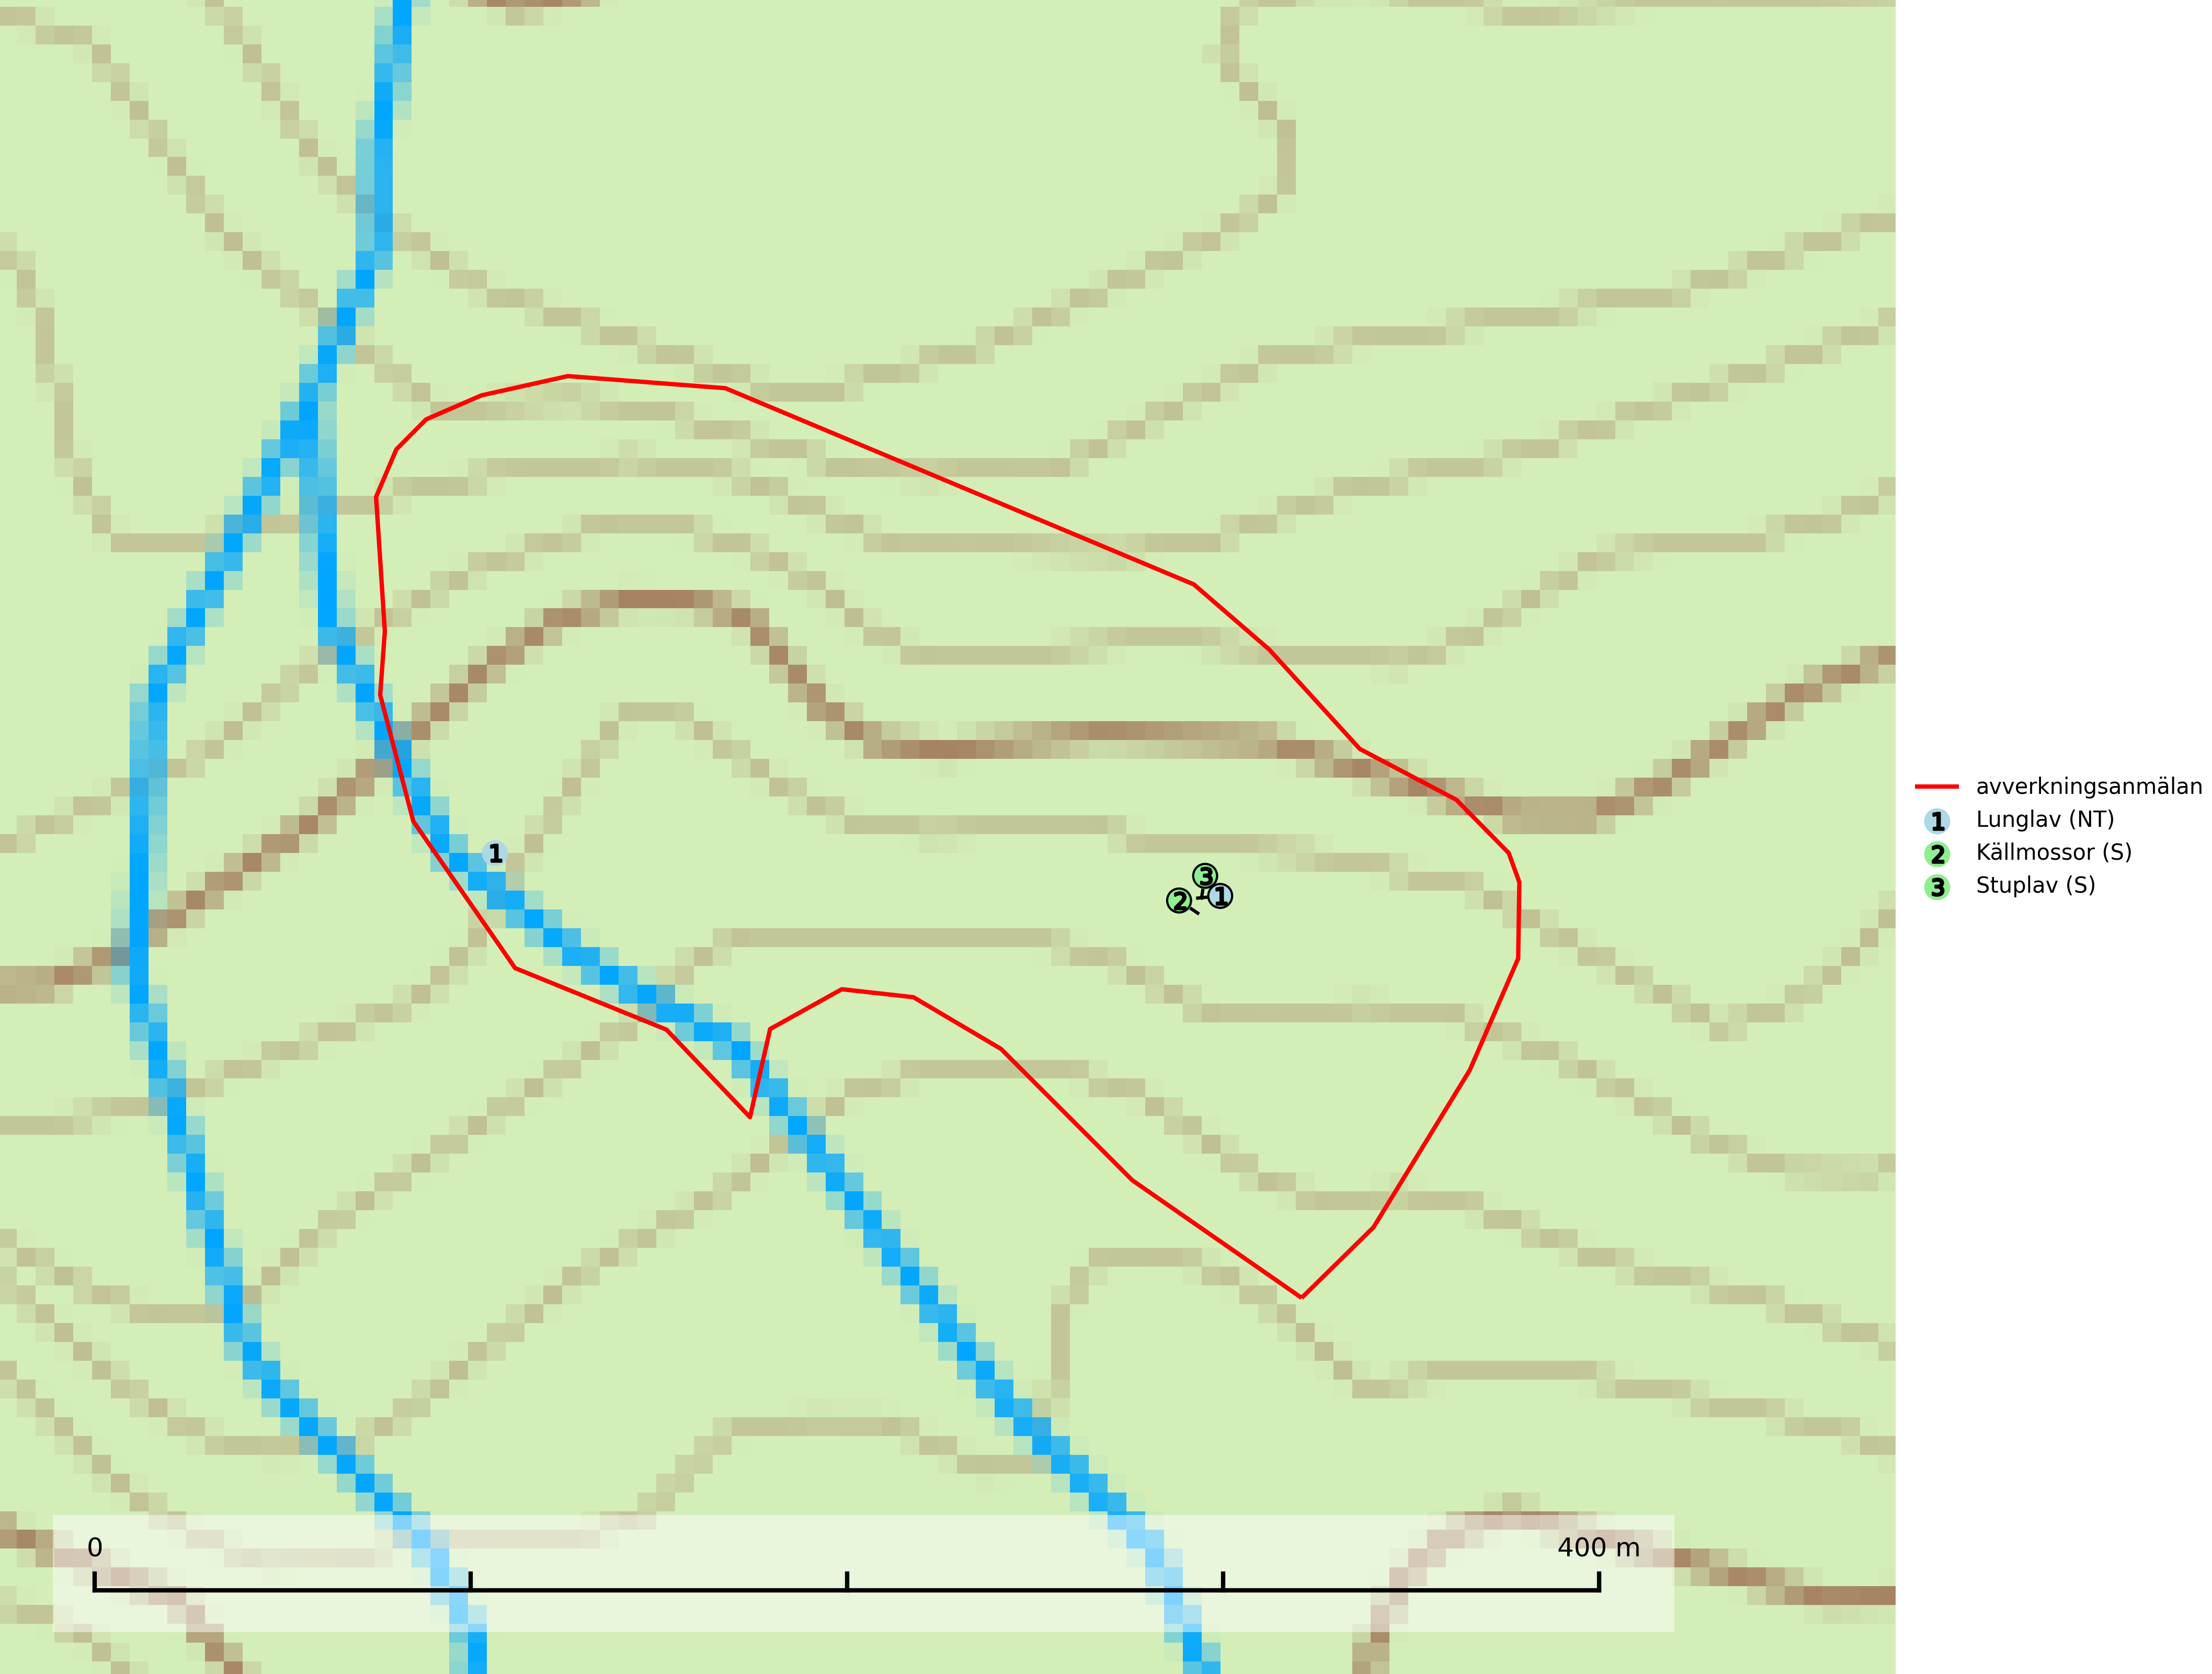 1
3
2 1
0 400 m
avverkningsanmälan
1 Lunglav (NT)
2 Källmossor (S)
3 Stuplav (S)